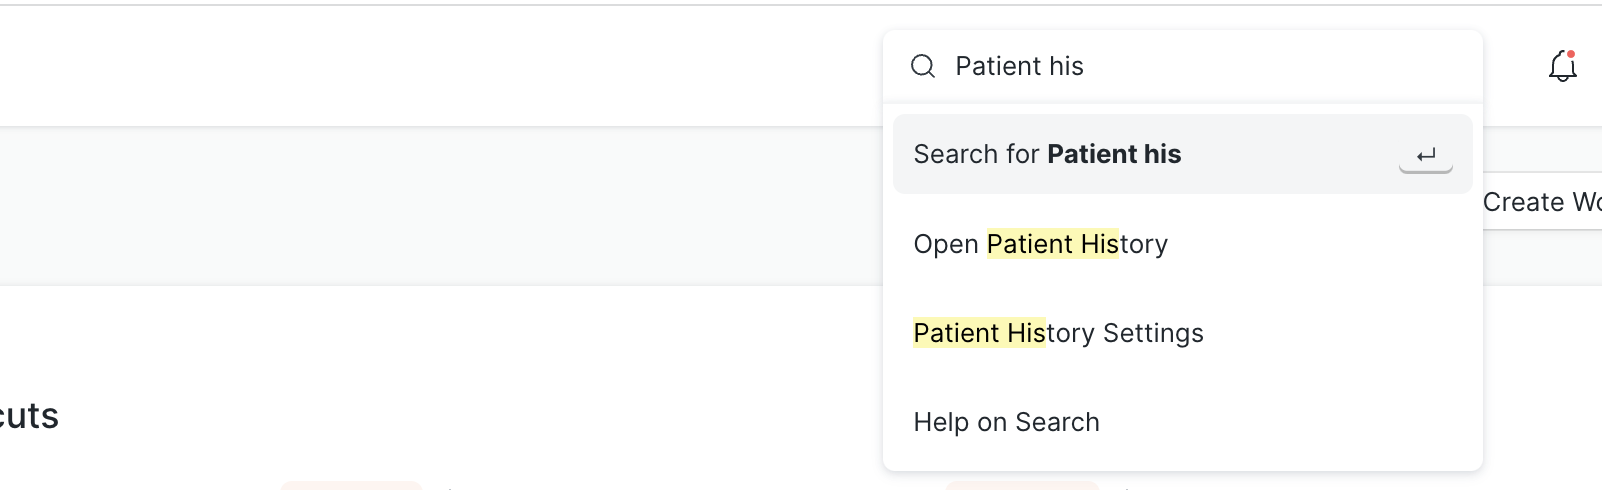 Patient his
Search for Patient his
Create Wo
Open Patient History
Patient History Settings
cuts
Help on Search